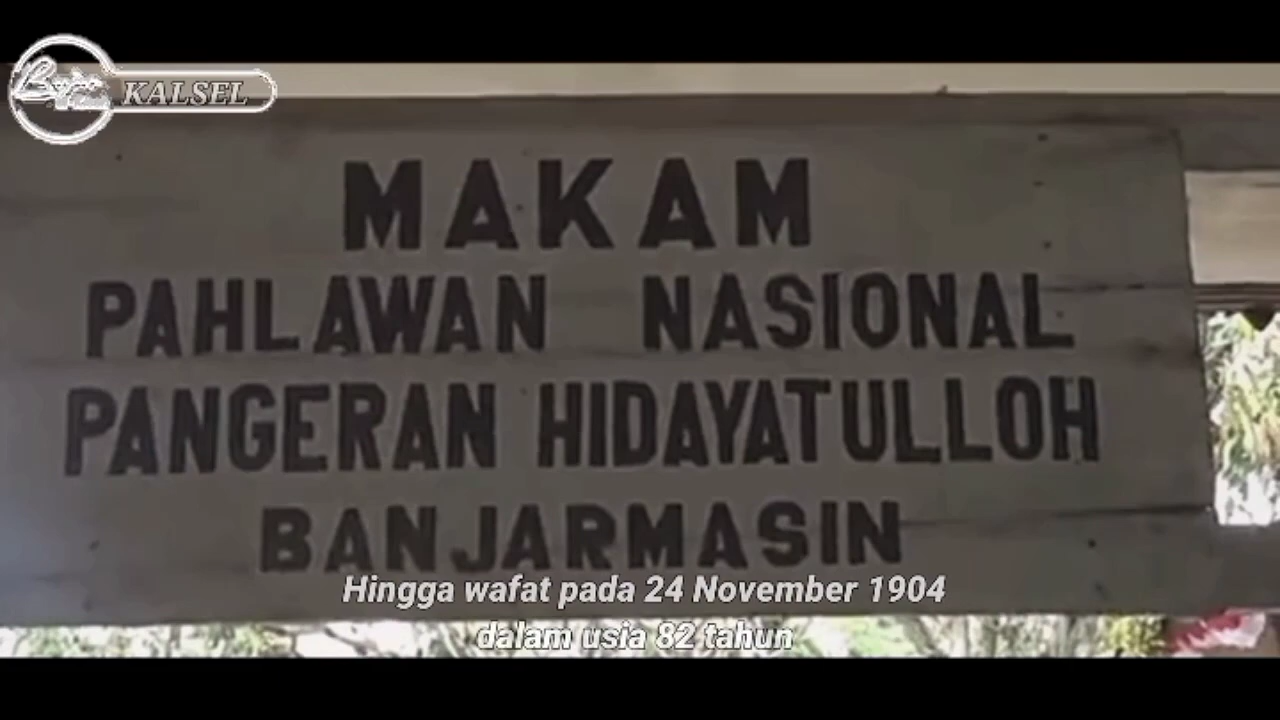 KALSEL
MAKAM
PAHLAWAN NASIONAL
PANGERAN HIDAYATULLOH
BANJARMASIN
Hingga wafat pada 24 November 1904
dalam usia 82 tahun